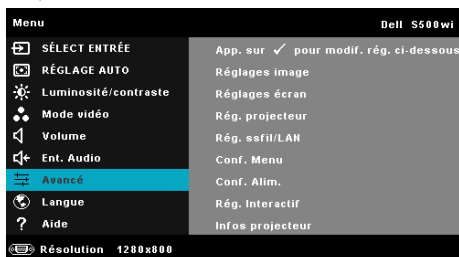 Menu Dell S500wi
SÉLECT ENTRÉE
RÉGLAGE AUTO
Luminosité/contraste
Mode vidéo
Volume
Ent. Audio
Avancé
Langue
? Aide
App. sur ✓ pour modif. rég. ci-dessous
Réglages image
Réglages écran
Rég. projecteur
Rég. ssfil/LAN
Conf. Menu
Conf. Alim.
Rég. Interactif
Infos projecteur
Résolution 1280x800